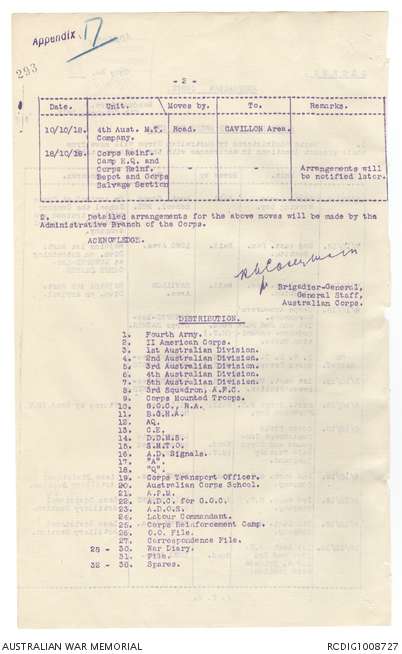 Appendix 17
293
- 2 -
Date. Unit. Moves by. To. Remarks.
10/10/18. 4th Aust. M.T. Company. Road. CAVILLON Area.
18/10/18. Corps Reinf. Camp H.Q. and Corps Reinf. Depot and Corps Salvage Section - - Arrangements will be notified later.
2. Detailed arrangements for the above moves will be made by the
Administrative Branch of the Corps.
ACKNOWLEDGE.
Brigadier-General,
General Staff,
Australian Corps.
DISTRIBUTION.
1. Fourth Army.
2. II American Corps.
3. 1st Australian Division.
4. 2nd Australian Division.
5. 3rd Australian Division.
6. 4th Australian Division.
7. 5th Australian Division.
8. 3rd Squadron, A.F.C.
9. Corps Mounted Troops.
10. G.O.C., R.A.
11. B.G.H.A.
12. AQ.
13. C.E.
14. D.D.M.S.
15. S.M.T.O.
16. A.D. Signals.
17. "A".
18. "Q".
19. Corps Transport Officer.
20. Australian Corps School.
21. A.P.M.
22. A.D.C. for G.O.C.
23. A.D.O.S.
24. Labour Commandant.
25. Corps Reinforcement Camp.
26. G.O. File.
27. Correspondence File.
28 - 30. War Diary.
31. File.
32 - 36. Spares.
AUSTRALIAN WAR MEMORIAL
RCDIG1008727